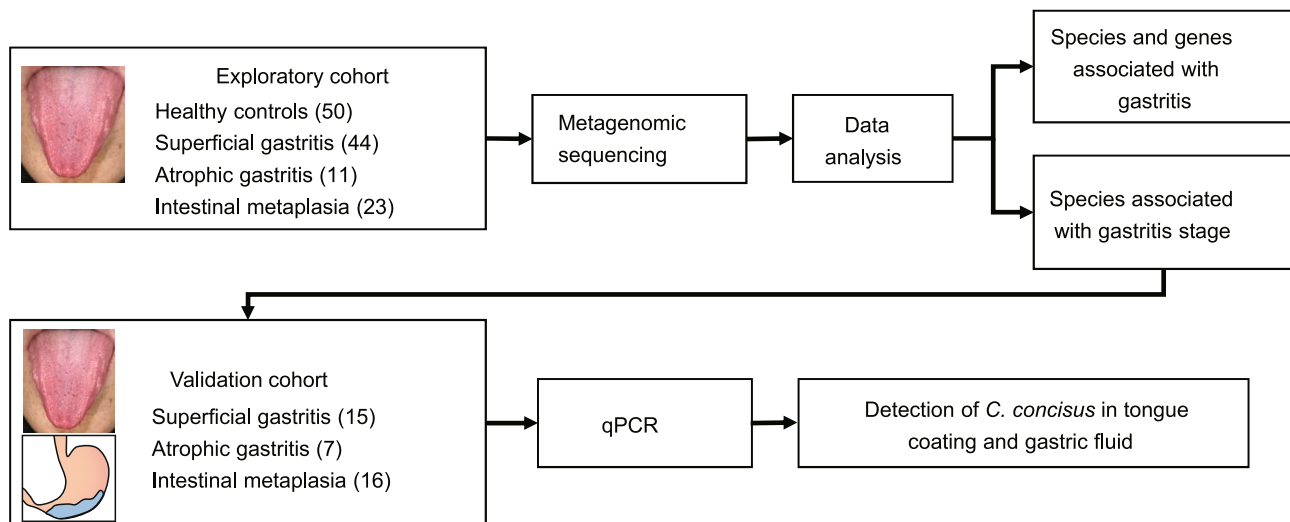 Exploratory cohort
Healthy controls (50)
Superficial gastritis (44)
Atrophic gastritis (11)
Intestinal metaplasia (23)
Metagenomic
sequencing
Data
analysis
Species and genes
associated with
gastritis
Species associated
with gastritis stage
Validation cohort
Superficial gastritis (15)
Atrophic gastritis (7)
Intestinal metaplasia (16)
qPCR
Detection of C. concisus in tongue
coating and gastric fluid